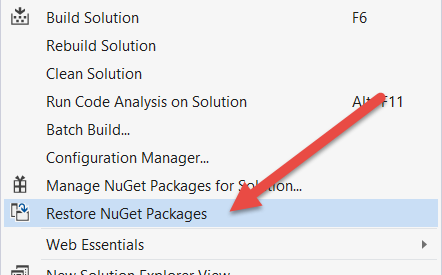 Build Solution F6
Rebuild Solution
Clean Solution
Run Code Analysis on Solution F11
Batch Build...
Configuration Manager...
Manage NuGet Packages for Solution...
Restore NuGet Packages
Web Essentials
New Solution Explorer View